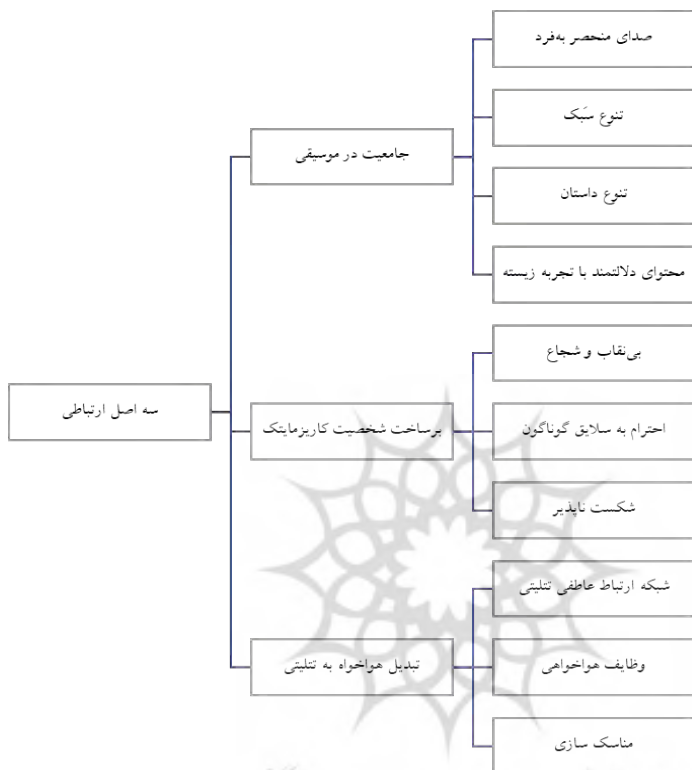 سه اصل ارتباطی
جامعیت در موسیقی
صدای منحصر به‌فرد
تنوع سَبک
تنوع داستان
محتوای دلالتمند با تجربه زیسته
برساخت شخصیت کاریزمایتک
بی‌نقاب و شجاع
احترام به سلایق گوناگون
شکست ناپذیر
تبدیل هواخواه به تتلیتی
شبکه ارتباط عاطفی تتلیتی
وظایف هواخواهی
مناسک سازی